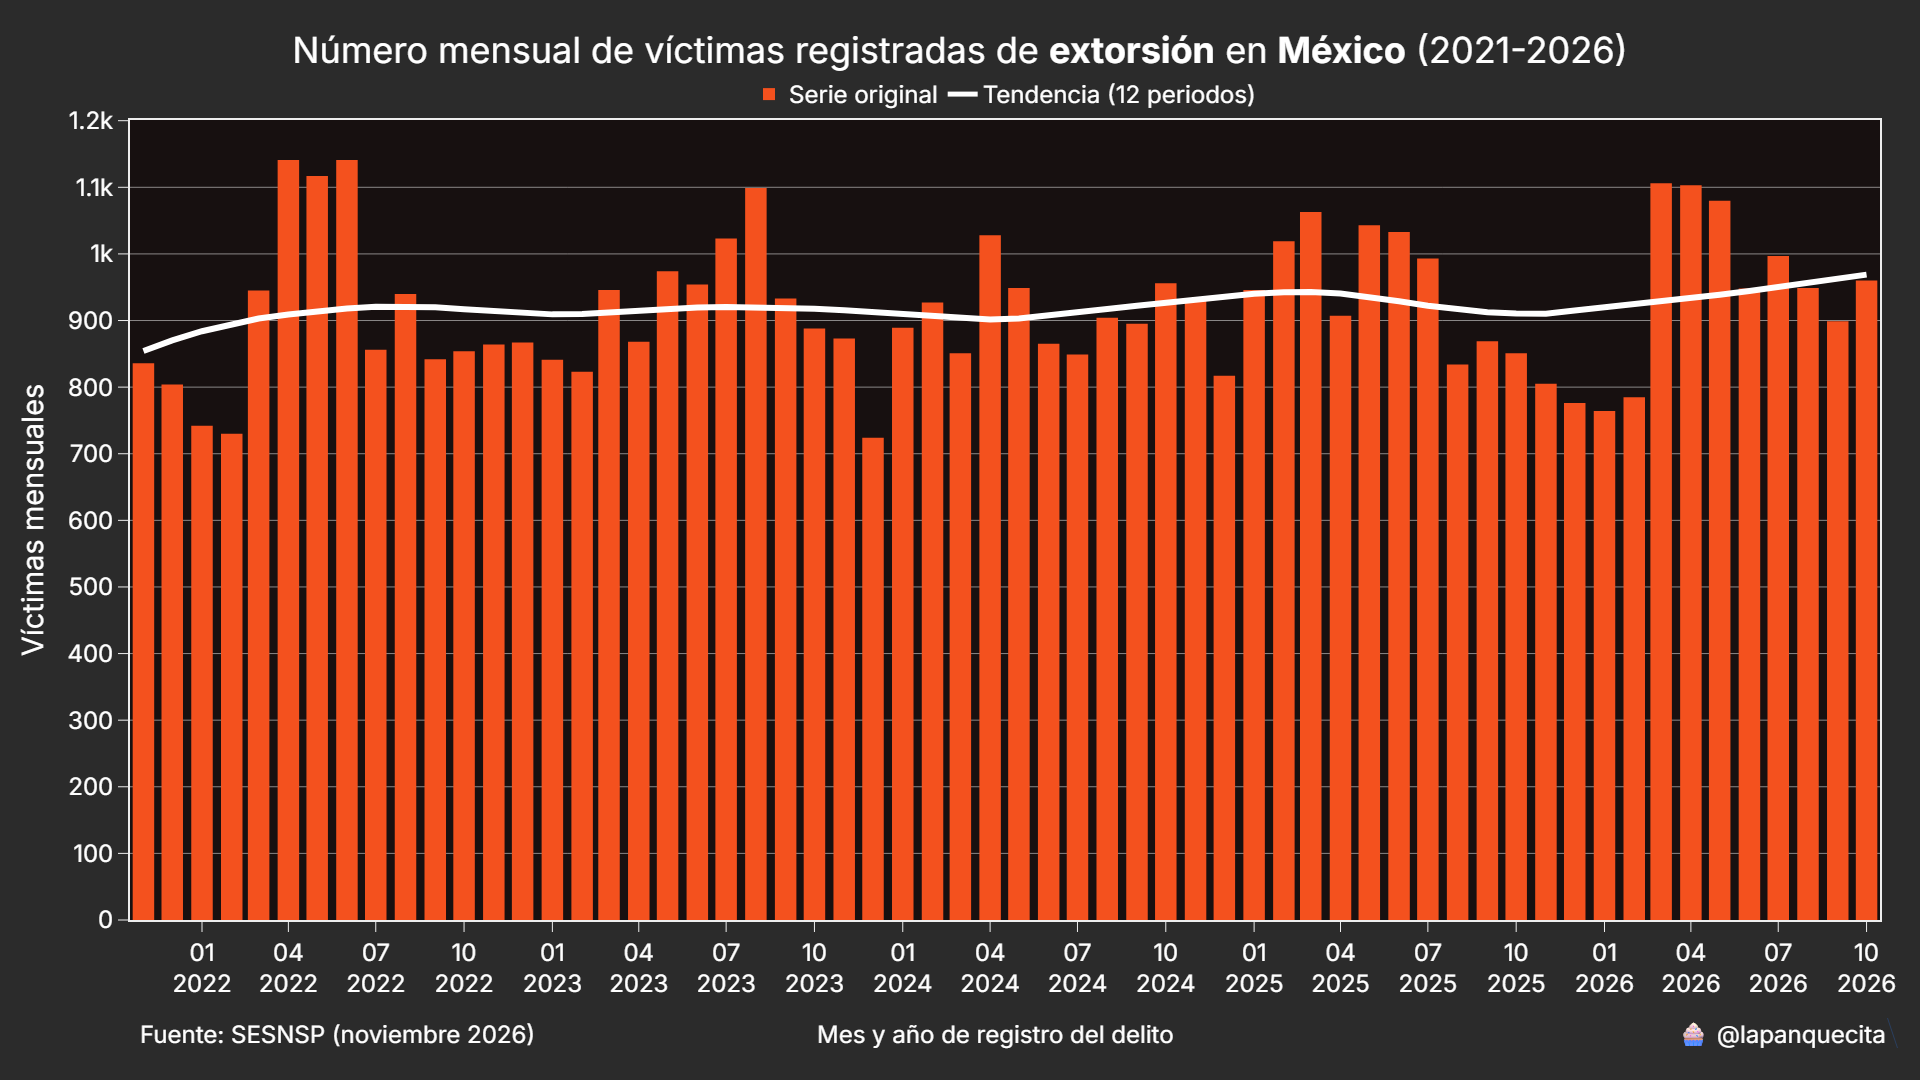 Número mensual de víctimas registradas de extorsión en México (2021-2026)
Serie original Tendencia (12 periodos)
1.2k
1.1k
1k
900
800
700
600
500
400
300
200
100
0
Víctimas mensuales
01 04 07 10 01 04 07 10 01 04 07 10 01 04 07 10 01 04 07 10
2022 2022 2022 2022 2023 2023 2023 2023 2024 2024 2024 2024 2025 2025 2025 2025 2026 2026 2026 2026
Fuente: SESNSP (noviembre 2026) Mes y año de registro del delito @lapanquecita